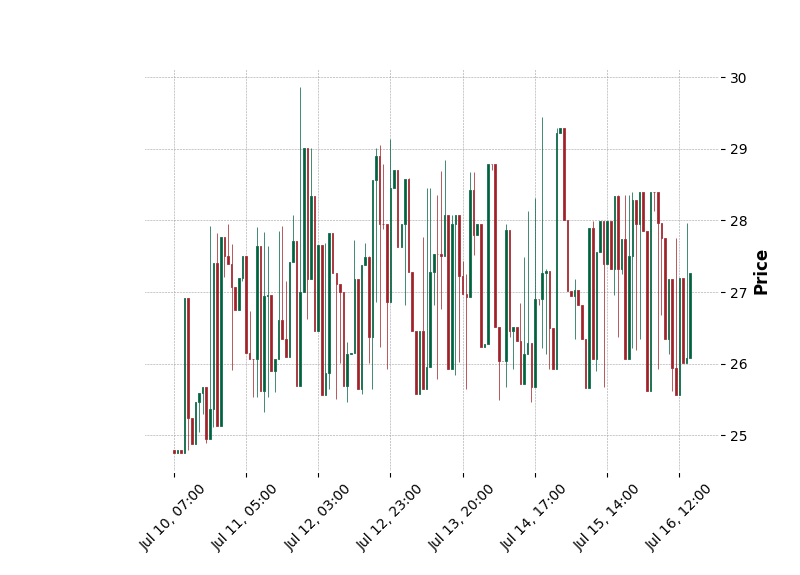 30
29
28
27
26
25
Price
Jul 10, 07:00
Jul 11, 05:00
Jul 12, 03:00
Jul 12, 23:00
Jul 13, 20:00
Jul 14, 17:00
Jul 15, 14:00
Jul 16, 12:00